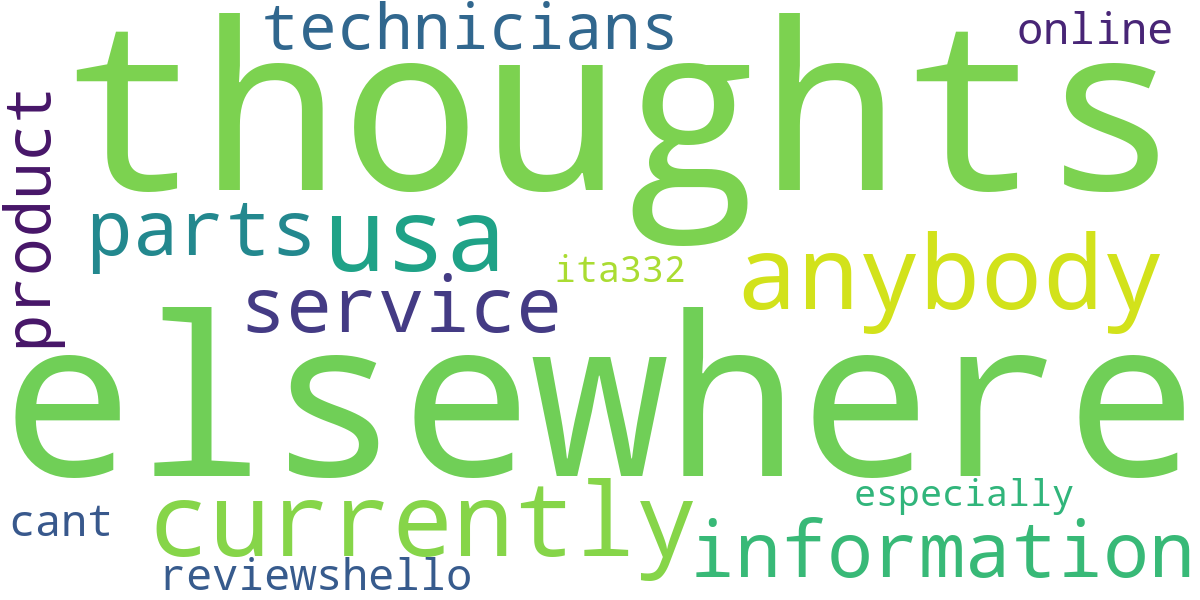 technicians
online
thoughts
product
parts
usa
anybody
ita332
service
elsewhere
currently
especially
cant
information
reviewshello